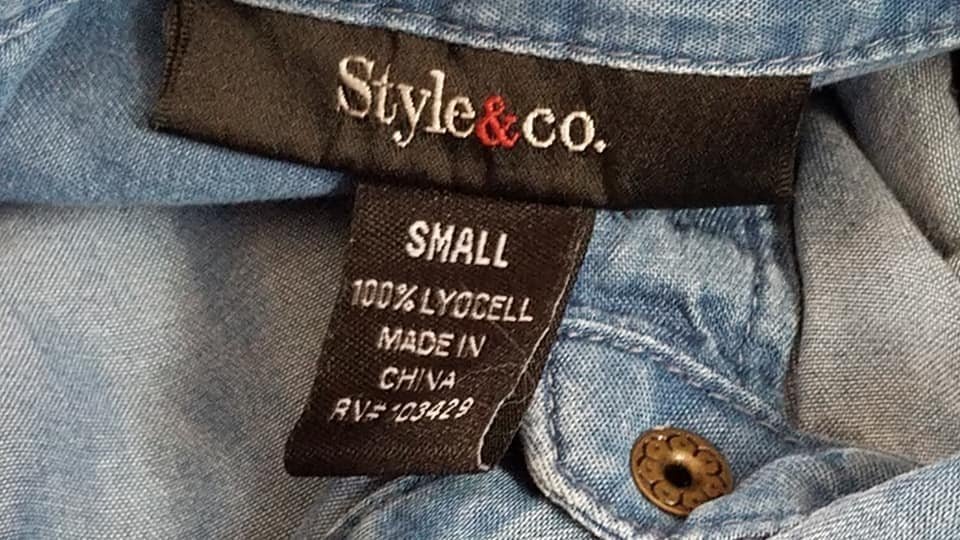 Style&co.
SMALL
100% LYOCELL
MADE IN
CHINA
RN# 103429